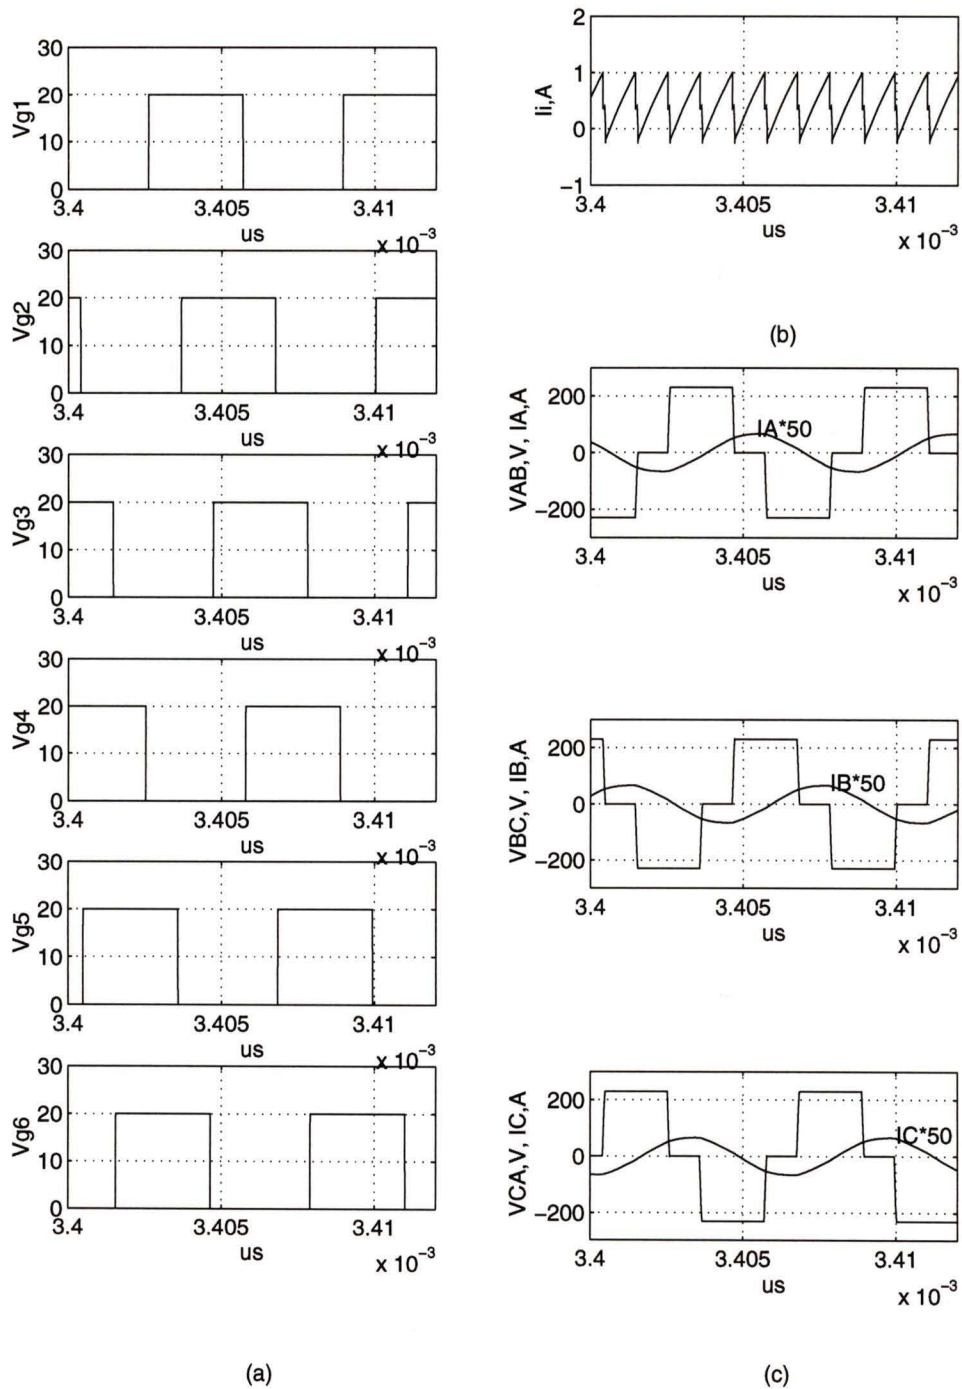 30
20
10
0
Vg1
3.4
3.405
3.41
us
x 10⁻³
30
20
10
0
Vg2
3.4
3.405
3.41
us
x 10⁻³
30
20
10
0
Vg3
3.4
3.405
3.41
us
x 10⁻³
30
20
10
0
Vg4
3.4
3.405
3.41
us
x 10⁻³
30
20
10
0
Vg5
3.4
3.405
3.41
us
x 10⁻³
30
20
10
0
Vg6
3.4
3.405
3.41
us
x 10⁻³
(a)
2
1
0
−1
Ii,A
3.4
3.405
3.41
us
x 10⁻³
(b)
200
0
−200
VAB,V, IA,A
IA*50
3.4
3.405
3.41
us
x 10⁻³
200
0
−200
VBC,V, IB,A
IB*50
3.4
3.405
3.41
us
x 10⁻³
200
0
−200
VCA,V, IC,A
IC*50
3.4
3.405
3.41
us
x 10⁻³
(c)